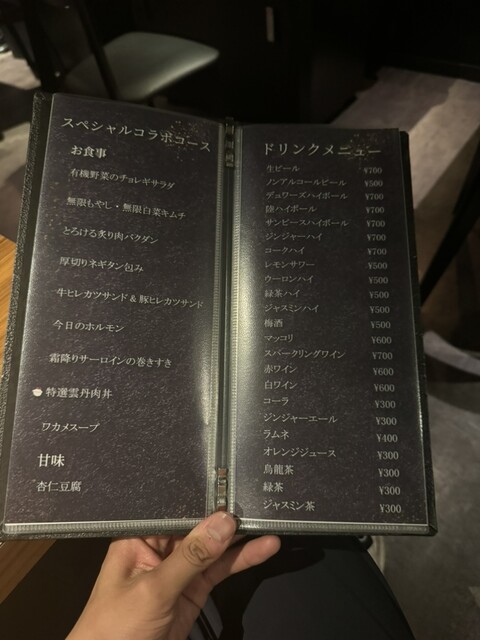 スペシャルコラボコース
お食事
有機野菜のチョレギサラダ
無限もやし・無限白菜キムチ
とろける炙り肉バクダン
厚切りネギタン包み
牛ヒレカツサンド&豚ヒレカツサンド
今日のホルモン
霜降りサーロインの巻きすき
特選雲丹肉丼
ワカメスープ
甘味
杏仁豆腐
ドリンクメニュー
生ビール ¥700
ノンアルコールビール ¥500
デュワーズハイボール ¥700
陸ハイボール ¥700
サンピースハイボール ¥700
ジンジャーハイ ¥700
コークハイ ¥700
レモンサワー ¥500
ウーロンハイ ¥500
緑茶ハイ ¥500
ジャスミンハイ ¥500
梅酒 ¥500
マッコリ ¥600
スパークリングワイン ¥700
赤ワイン ¥600
白ワイン ¥600
コーラ ¥300
ジンジャーエール ¥300
ラムネ ¥400
オレンジジュース ¥300
烏龍茶 ¥300
緑茶 ¥300
ジャスミン茶 ¥300